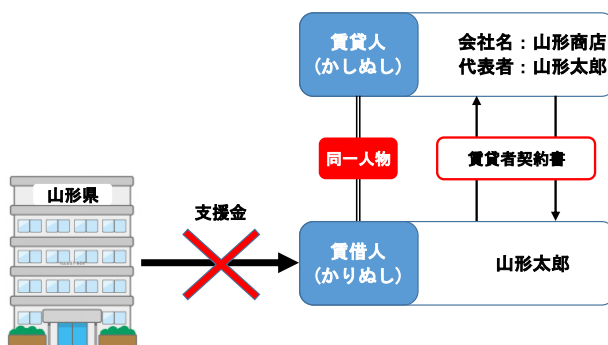 賃貸人
(かしぬし)
会社名：山形商店
代表者：山形太郎
同一人物
賃貸者契約書
山形県
支援金
賃借人
(かりぬし)
山形太郎